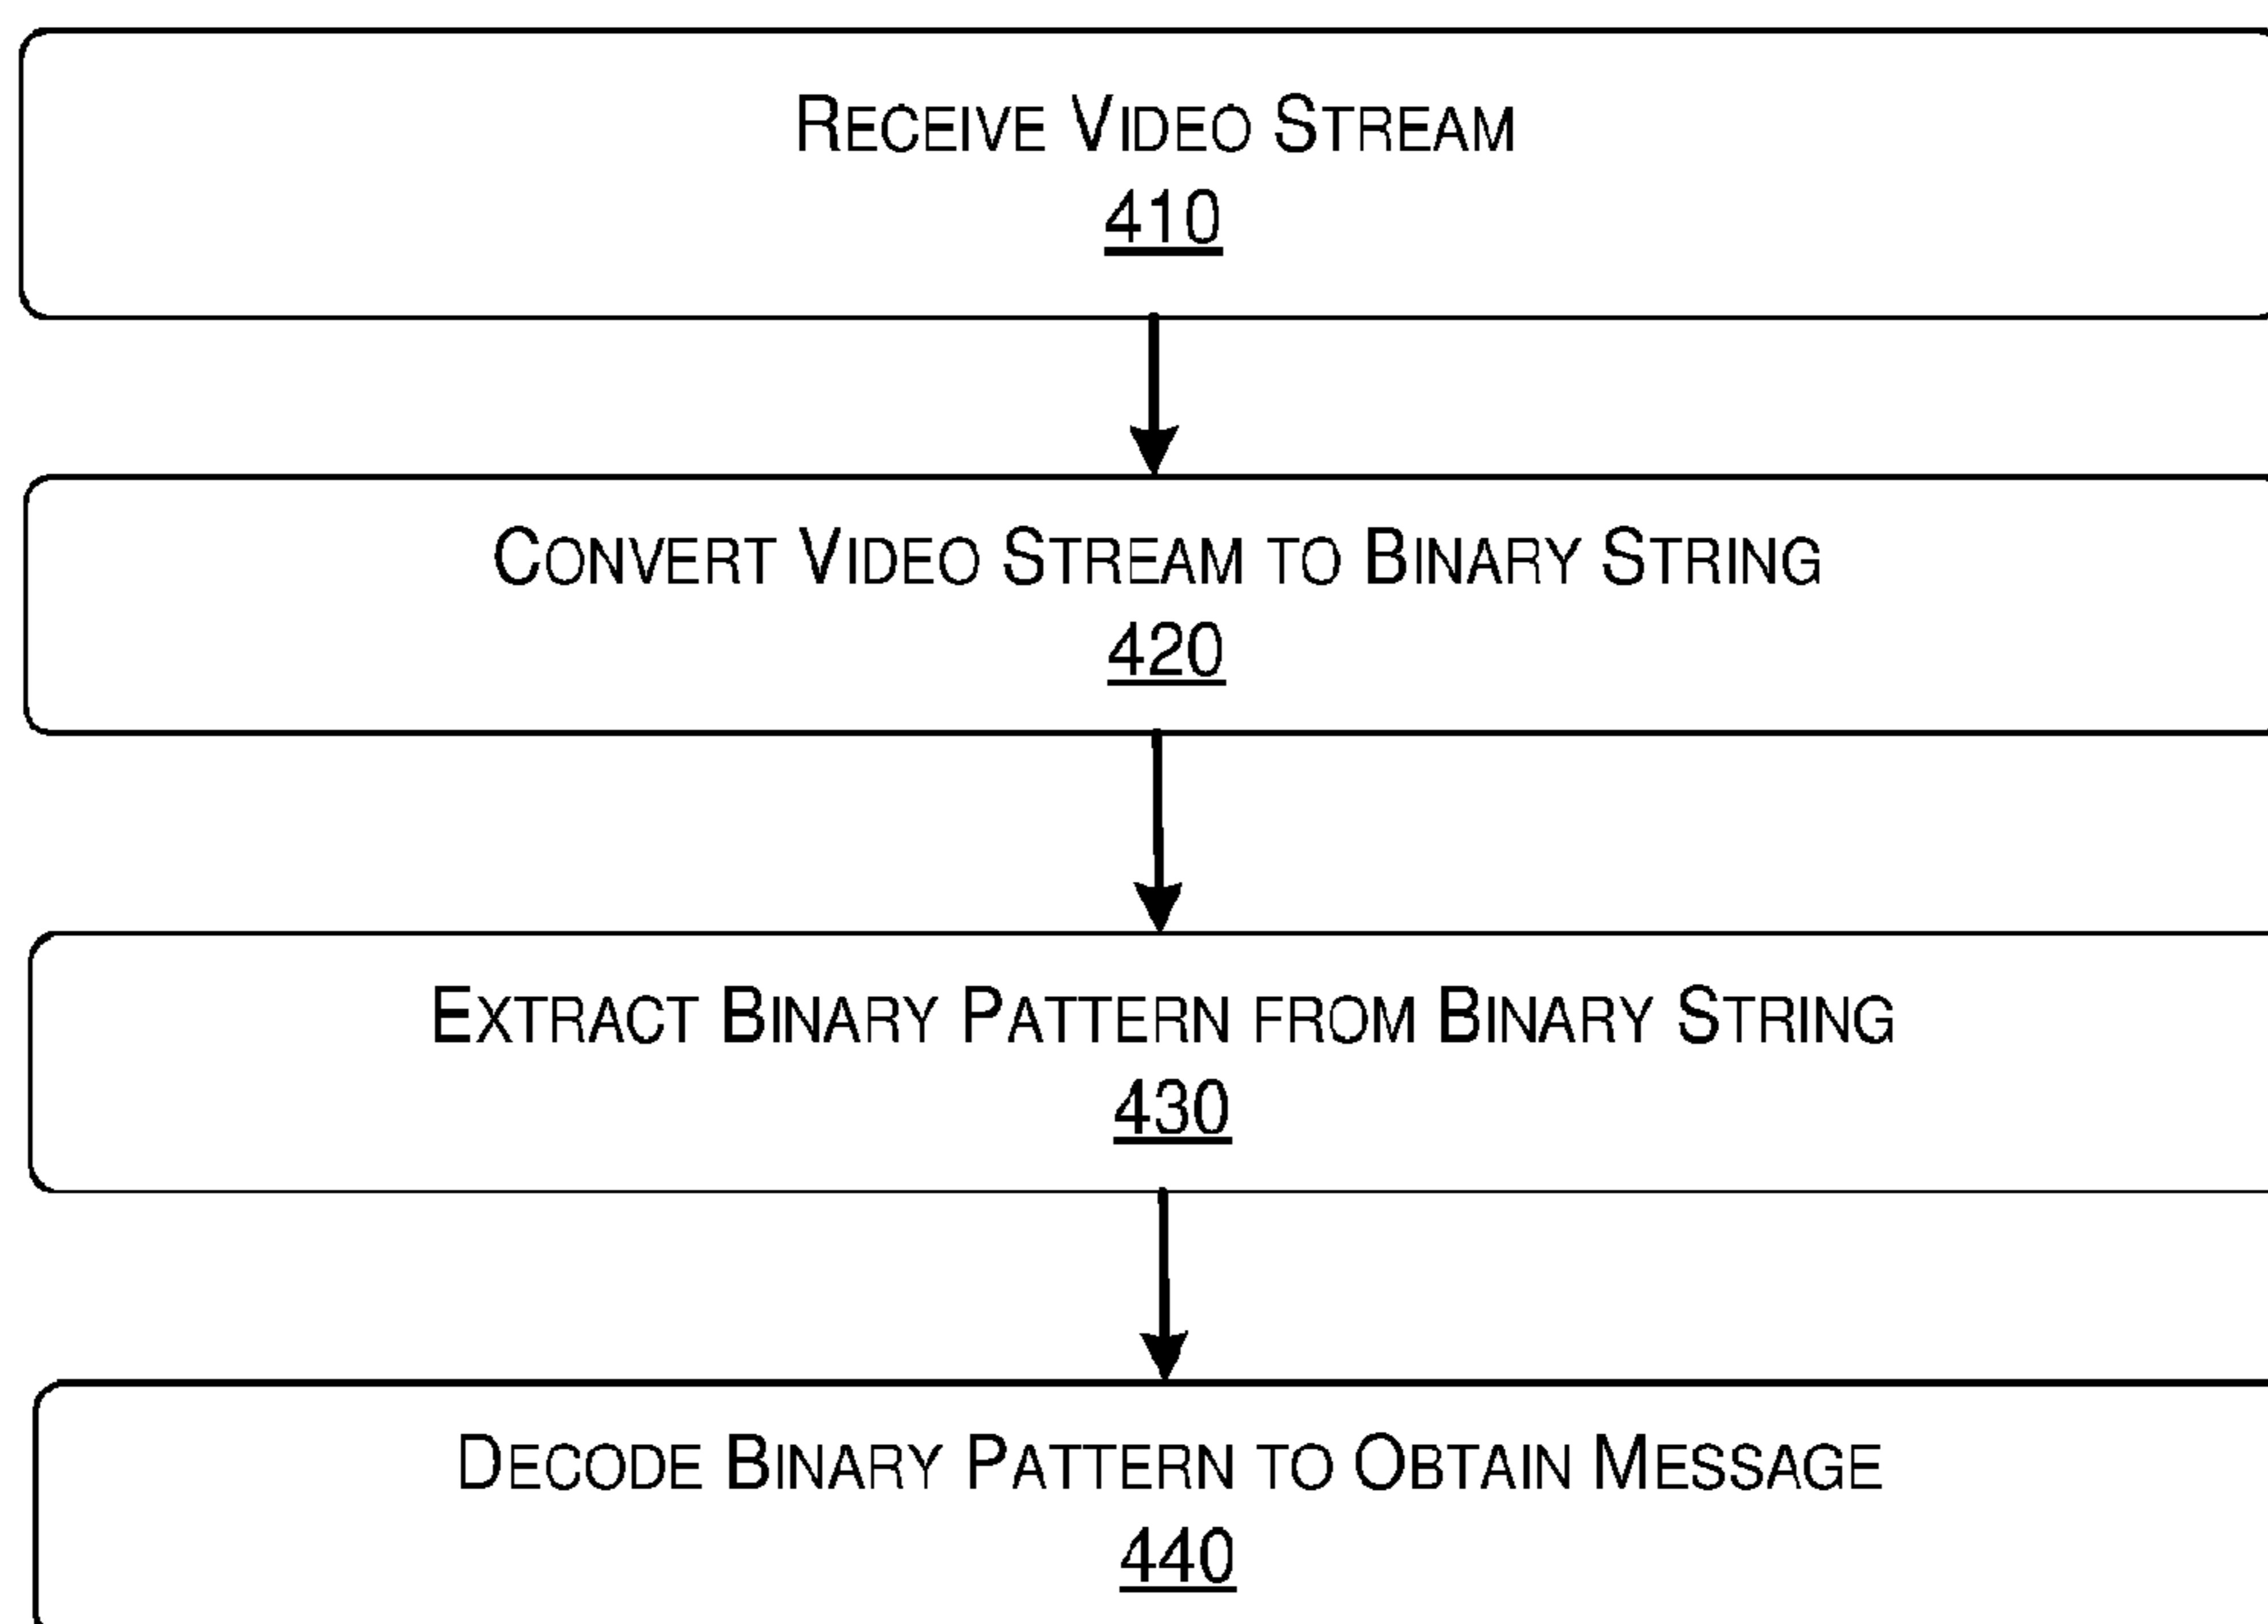 RECEIVE VIDEO STREAM
410
CONVERT VIDEO STREAM TO BINARY STRING
420
EXTRACT BINARY PATTERN FROM BINARY STRING
430
DECODE BINARY PATTERN TO OBTAIN MESSAGE
440